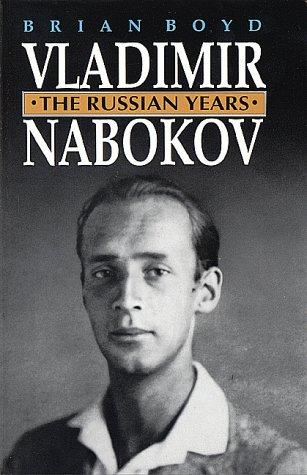 BRIAN BOYD
VLADIMIR
• THE RUSSIAN YEARS •
NABOKOV